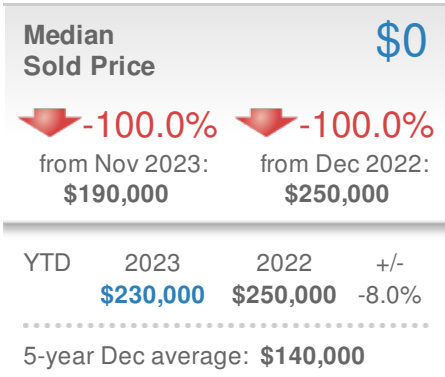 Median $0
Sold Price
-100.0% -100.0%
from Nov 2023: from Dec 2022:
$190,000 $250,000
YTD 2023 2022 +/-
$230,000 $250,000 -8.0%
5-year Dec average: $140,000